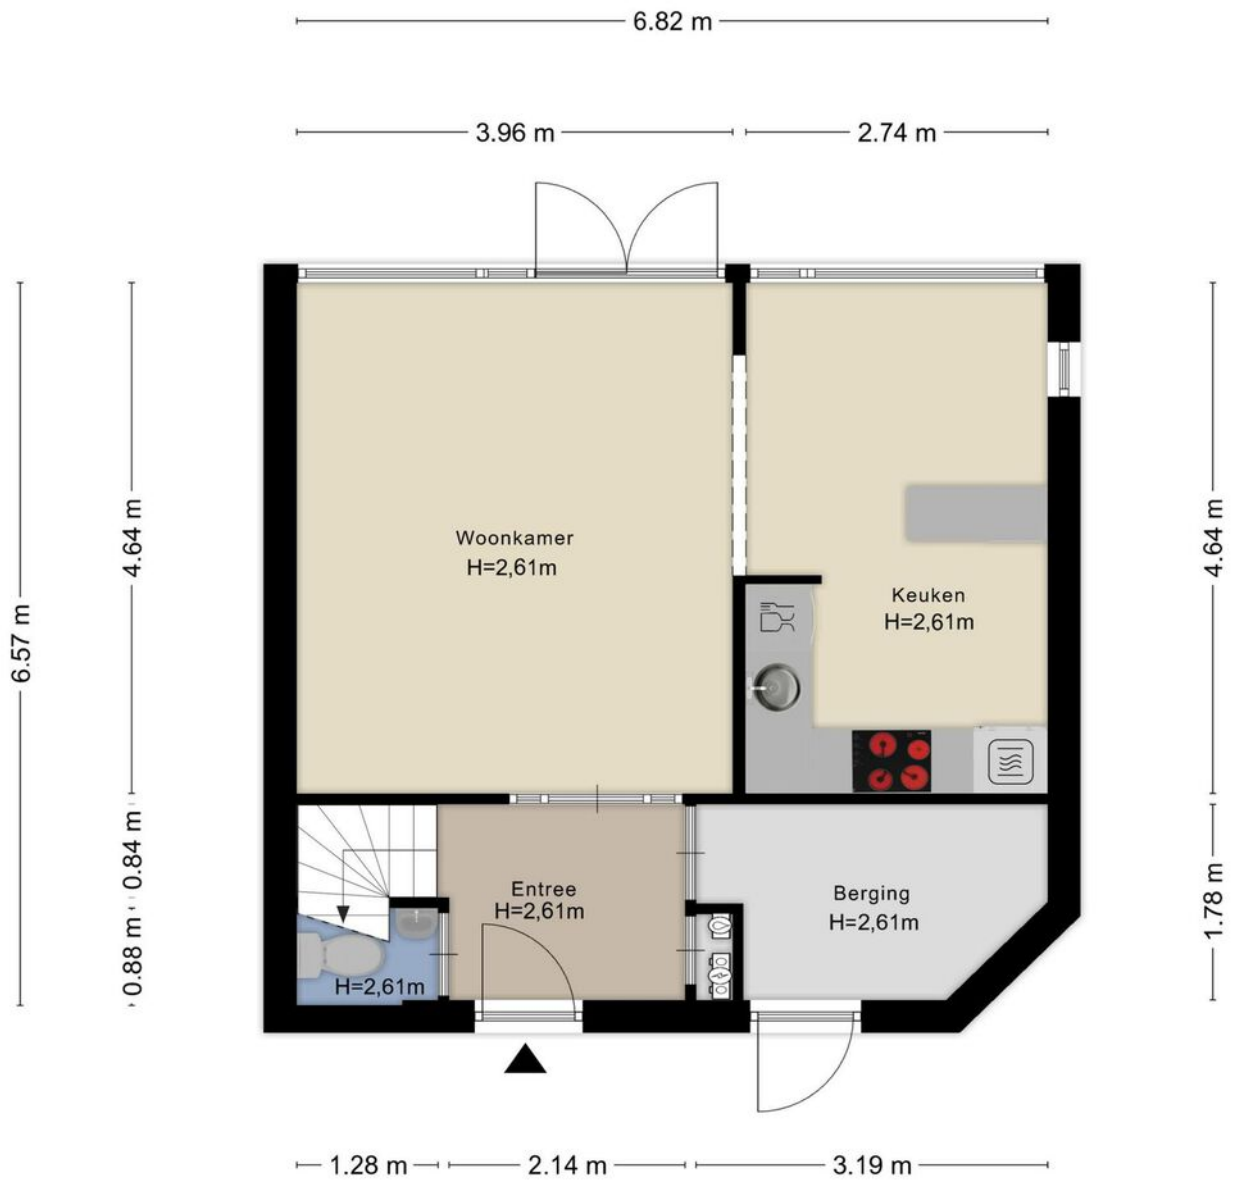 6.82 m
3.96 m
2.74 m
4.64 m
6.57 m
0.84 m
0.88 m
4.64 m
1.78 m
Woonkamer
H=2,61m
Keuken
H=2,61m
Entree
H=2,61m
Berging
H=2,61m
H=2,61m
1.28 m
2.14 m
3.19 m